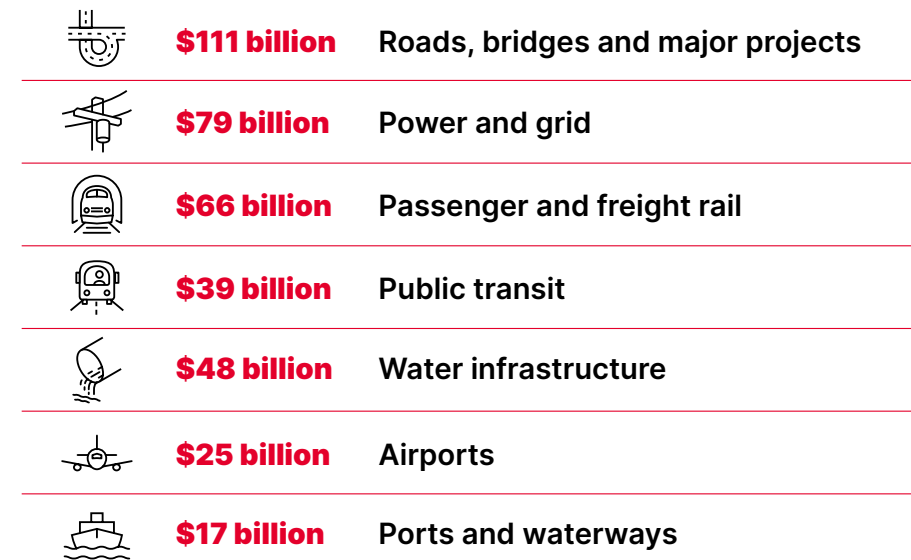 $111 billion Roads, bridges and major projects
$79 billion Power and grid
$66 billion Passenger and freight rail
$39 billion Public transit
$48 billion Water infrastructure
$25 billion Airports
$17 billion Ports and waterways